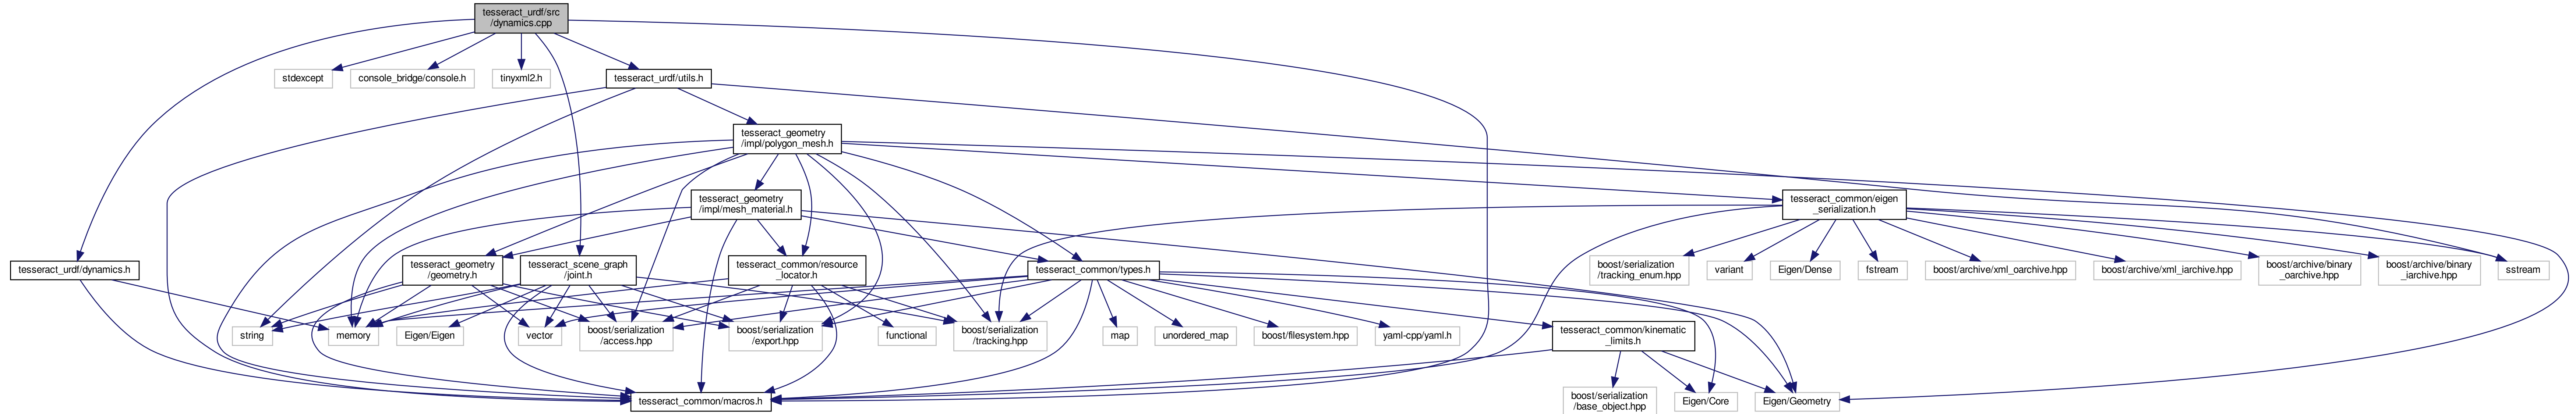 tesseract_urdf/src
/dynamics.cpp
stdexcept
console_bridge/console.h
tinyxml2.h
tesseract_urdf/utils.h
tesseract_geometry
/impl/polygon_mesh.h
tesseract_geometry
/impl/mesh_material.h
tesseract_common/eigen
_serialization.h
tesseract_urdf/dynamics.h
tesseract_geometry
/geometry.h
tesseract_scene_graph
/joint.h
tesseract_common/resource
_locator.h
tesseract_common/types.h
boost/serialization
/tracking_enum.hpp
variant
Eigen/Dense
fstream
boost/archive/xml_oarchive.hpp
boost/archive/xml_iarchive.hpp
boost/archive/binary
_oarchive.hpp
boost/archive/binary
_iarchive.hpp
sstream
string
memory
Eigen/Eigen
vector
boost/serialization
/access.hpp
boost/serialization
/export.hpp
functional
boost/serialization
/tracking.hpp
map
unordered_map
boost/filesystem.hpp
yaml-cpp/yaml.h
tesseract_common/kinematic
_limits.h
tesseract_common/macros.h
boost/serialization
/base_object.hpp
Eigen/Core
Eigen/Geometry